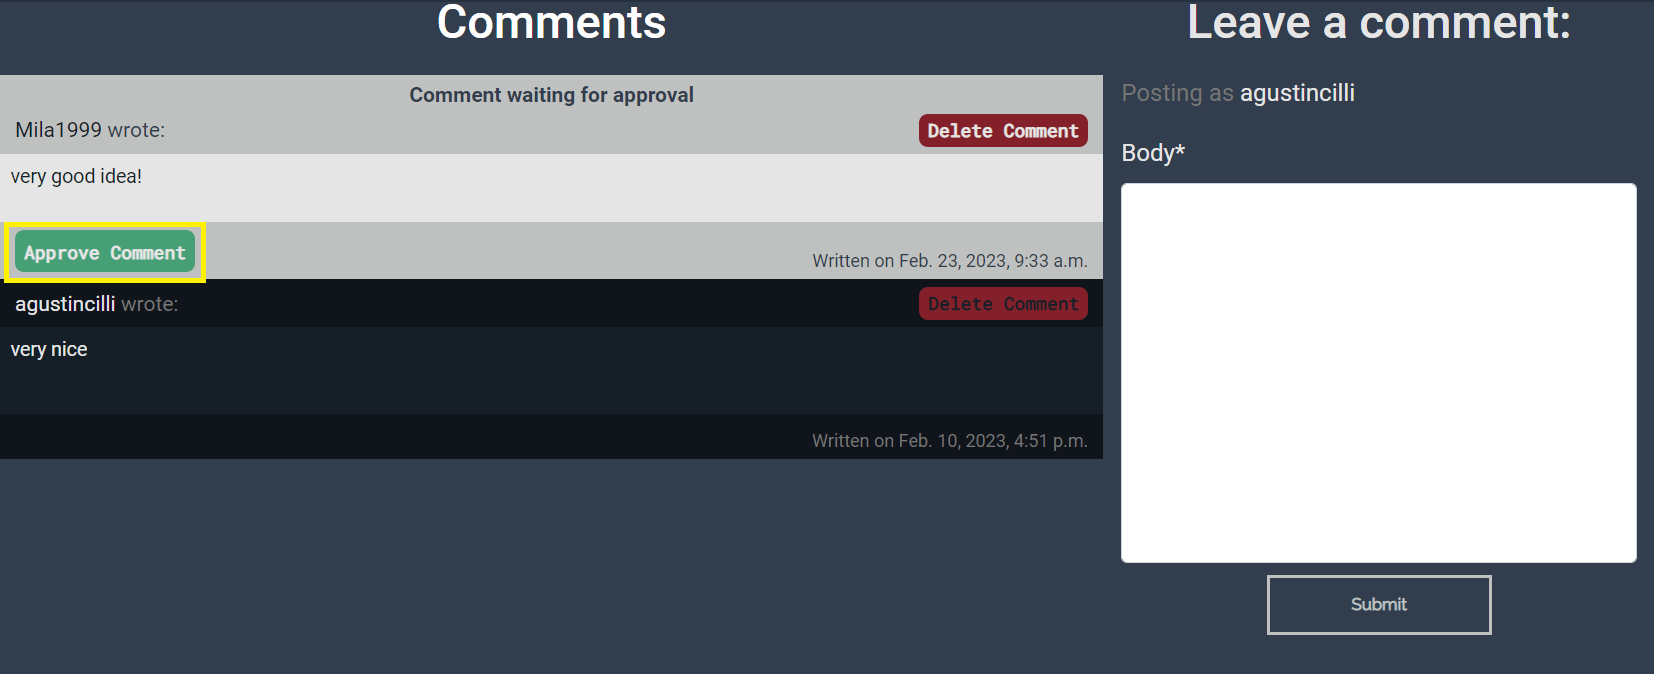 Comments
Comment waiting for approval
Mila1999 wrote:
Delete Comment
very good idea!
Approve Comment
Written on Feb. 23, 2023, 9:33 a.m.
agustincilli wrote:
Delete Comment
very nice
Written on Feb. 10, 2023, 4:51 p.m.
Leave a comment:
Posting as agustincilli
Body*
Submit